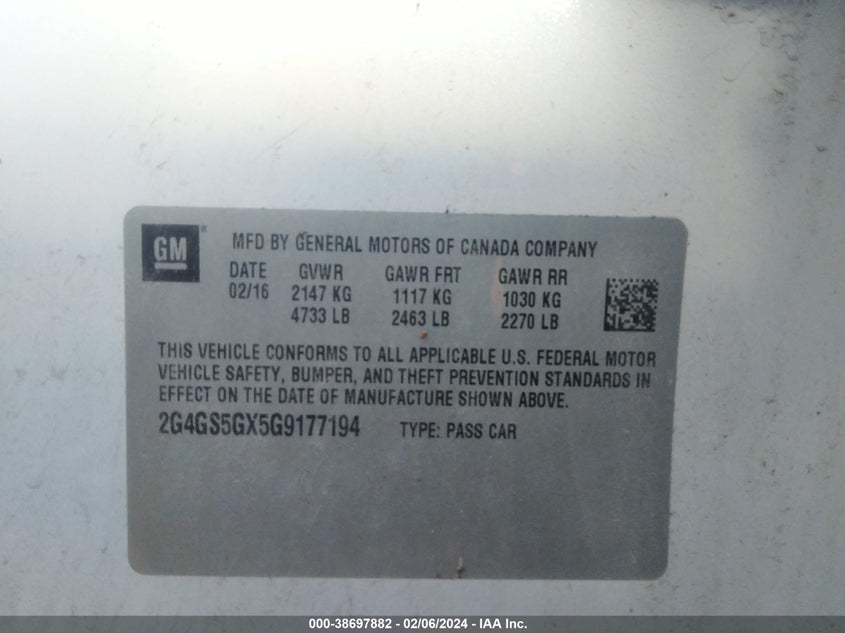 GM
MFD BY GENERAL MOTORS OF CANADA COMPANY
DATE GVWR GAWR FRT GAWR RR
02/16 2147 KG 1117 KG 1030 KG
4733 LB 2463 LB 2270 LB
THIS VEHICLE CONFORMS TO ALL APPLICABLE U.S. FEDERAL MOTOR
VEHICLE SAFETY, BUMPER, AND THEFT PREVENTION STANDARDS IN
EFFECT ON THE DATE OF MANUFACTURE SHOWN ABOVE.
2G4GS5GX5G9177194 TYPE: PASS CAR
000-38697882 - 02/06/2024 - IAA Inc.